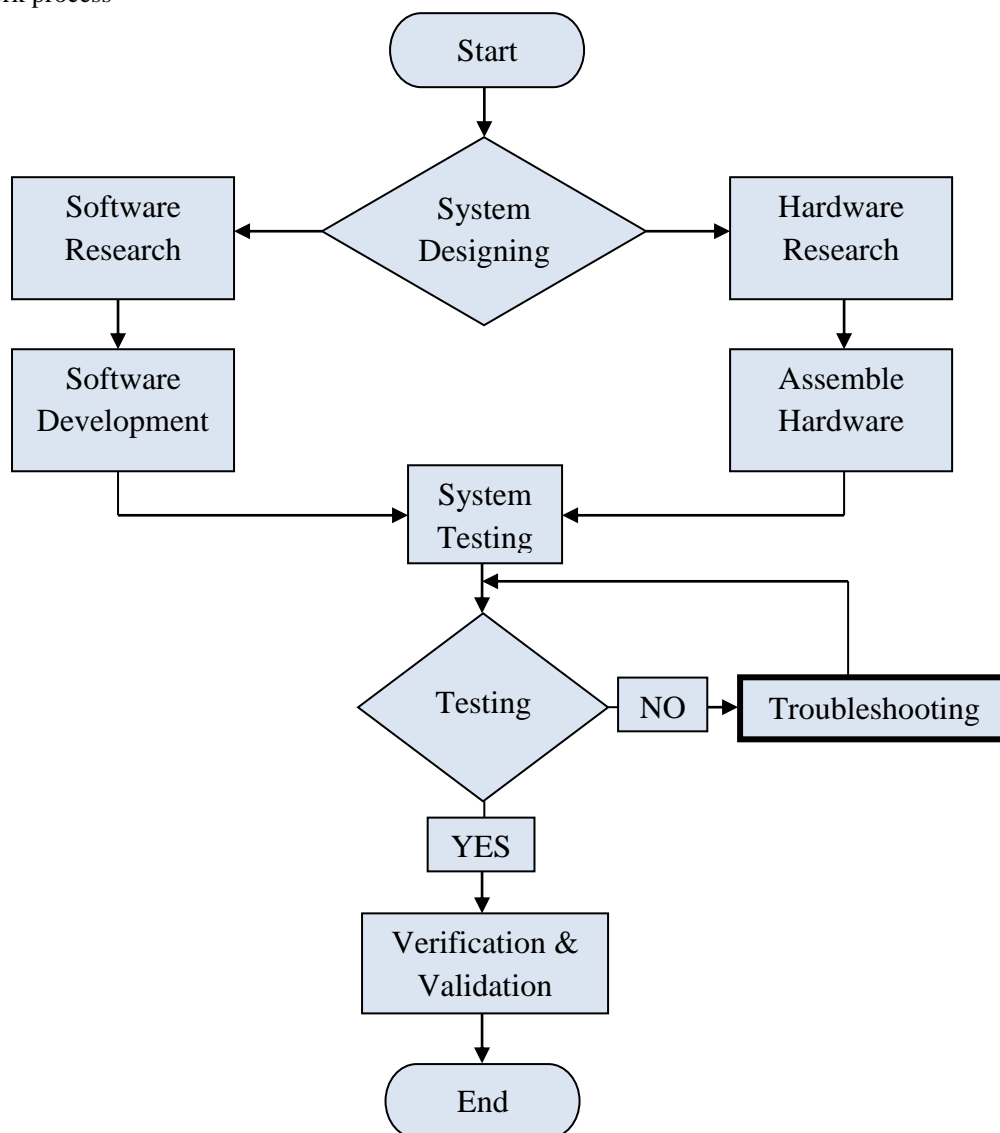 process
Start
Software
Research
System
Designing
Hardware
Research
Software
Development
Assemble
Hardware
System
Testing
Testing
NO
Troubleshooting
YES
Verification &
Validation
End